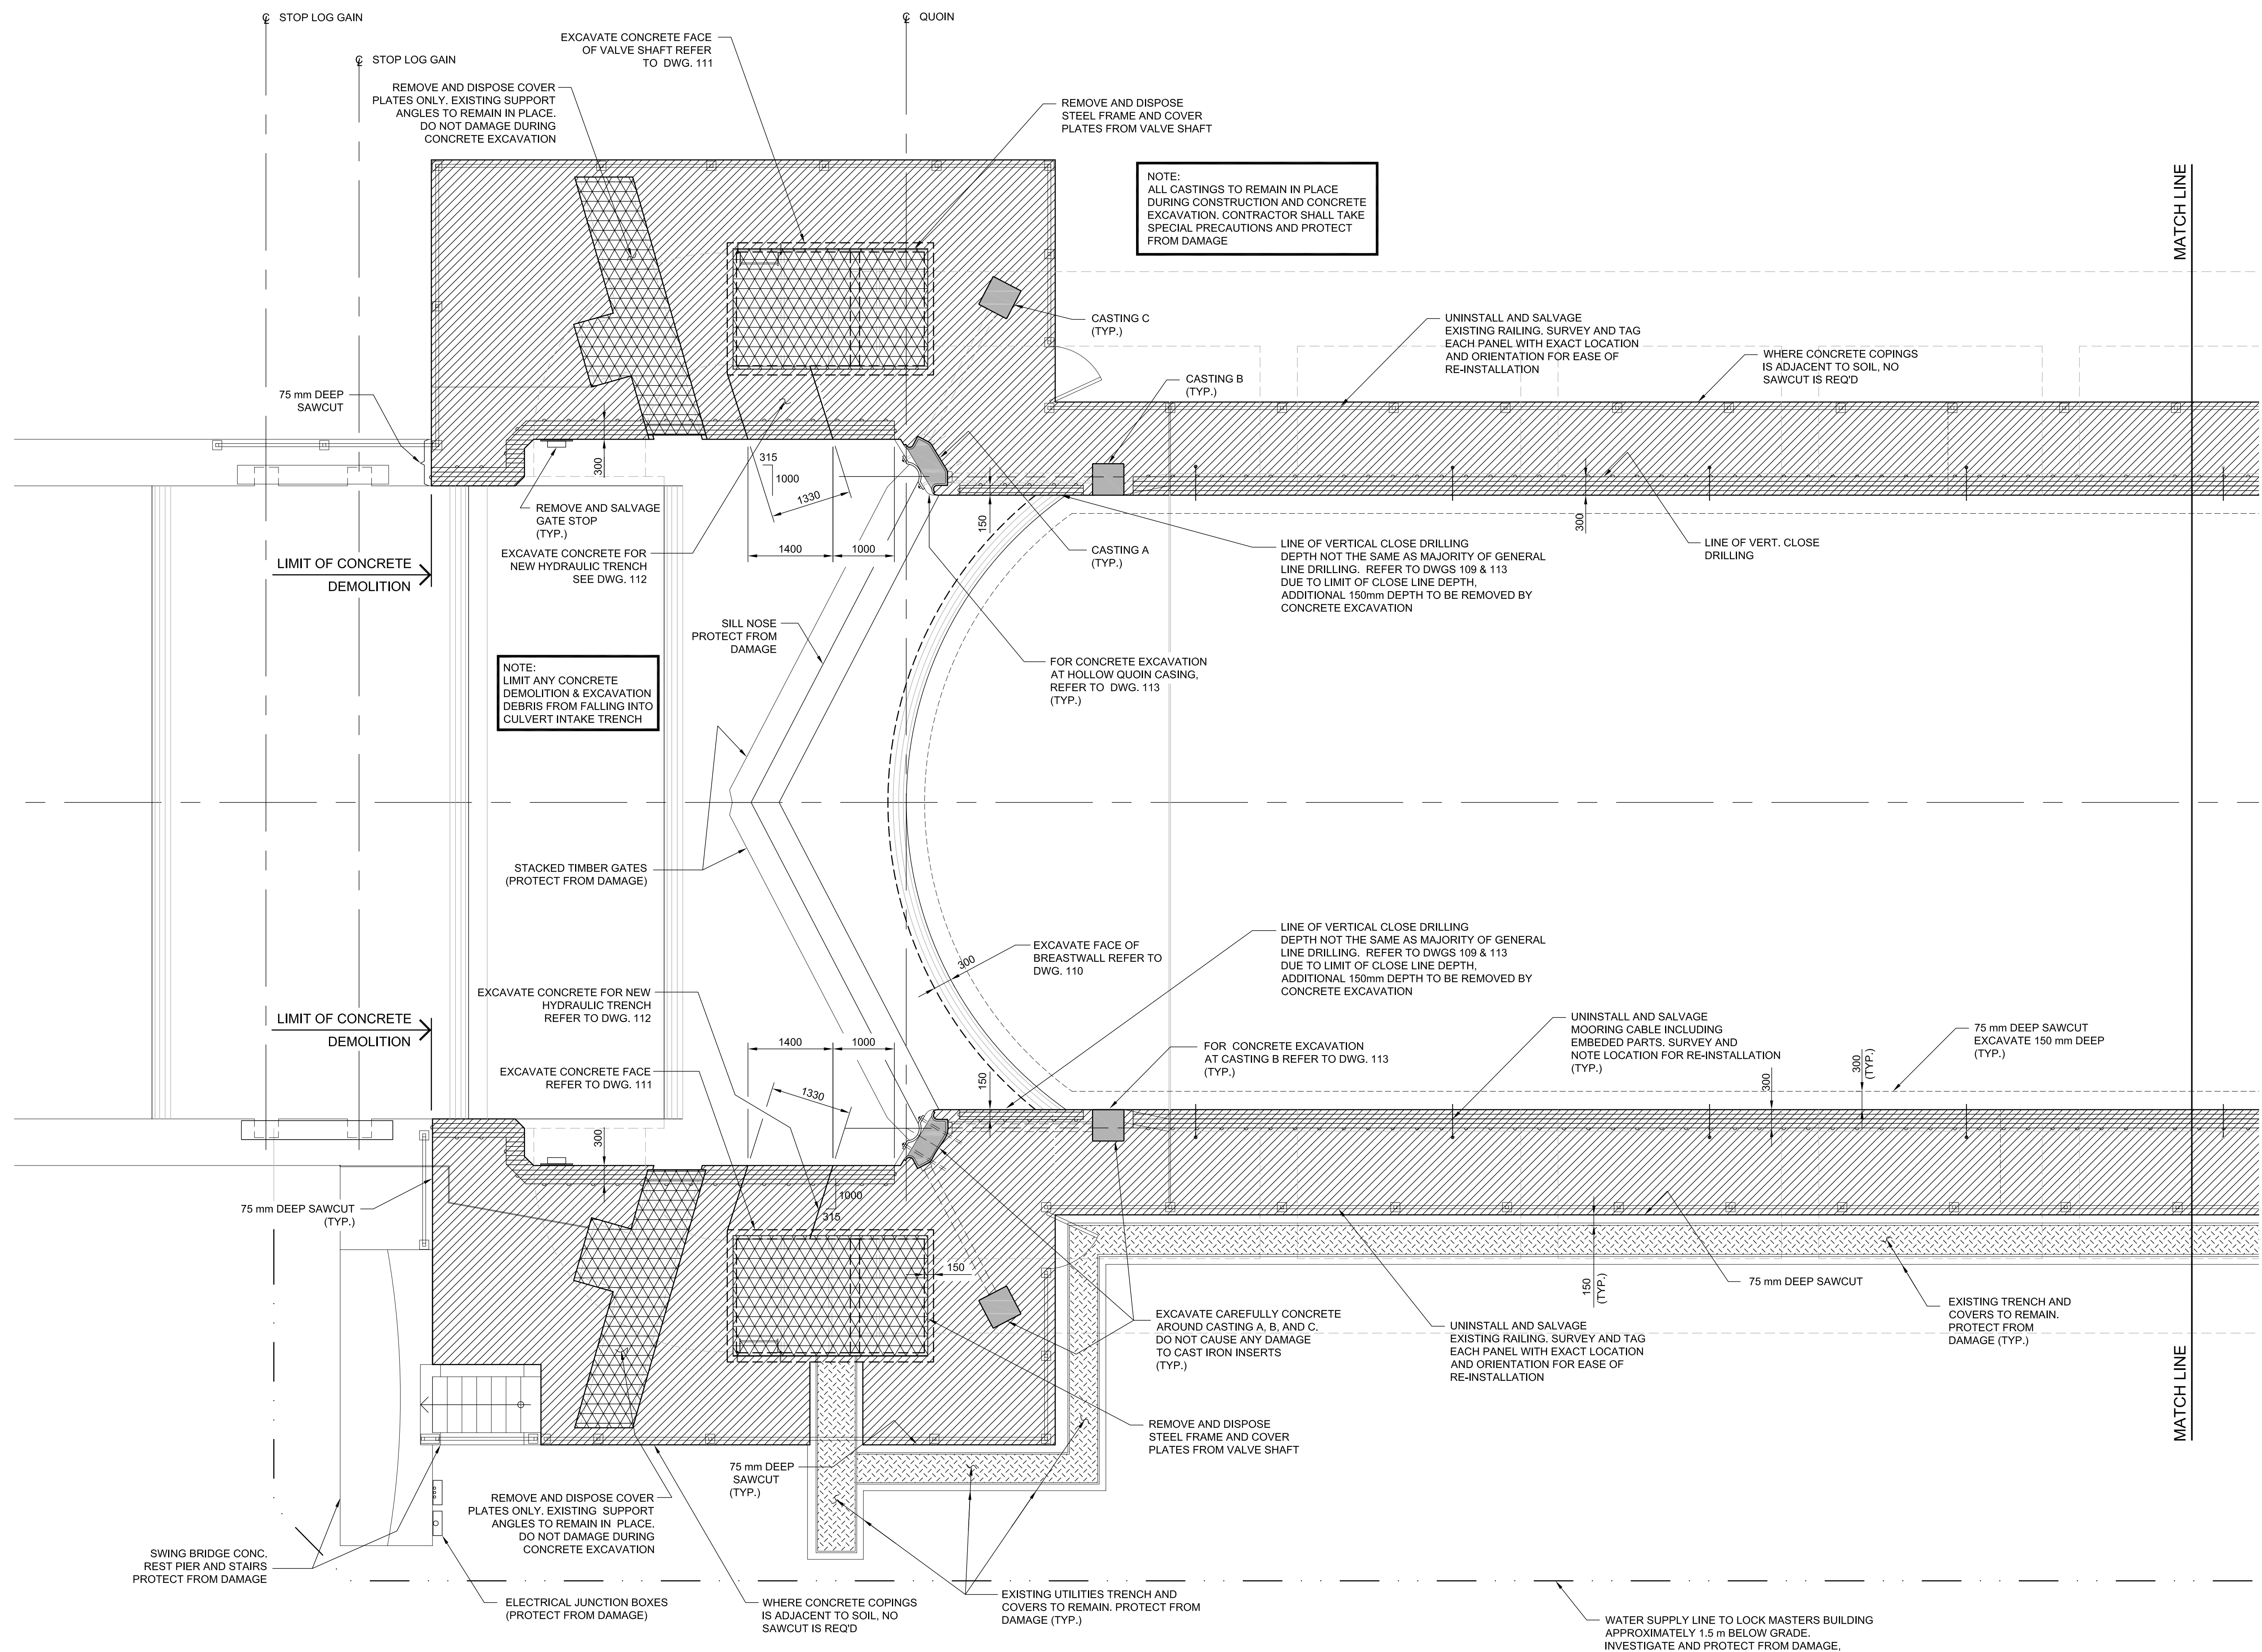 ℄ STOP LOG GAIN
℄ QUOIN
EXCAVATE CONCRETE FACE
OF VALVE SHAFT REFER
TO DWG. 111
℄ STOP LOG GAIN
REMOVE AND DISPOSE COVER
PLATES ONLY. EXISTING SUPPORT
ANGLES TO REMAIN IN PLACE.
DO NOT DAMAGE DURING
CONCRETE EXCAVATION
REMOVE AND DISPOSE
STEEL FRAME AND COVER
PLATES FROM VALVE SHAFT
NOTE:
ALL CASTINGS TO REMAIN IN PLACE
DURING CONSTRUCTION AND CONCRETE
EXCAVATION. CONTRACTOR SHALL TAKE
SPECIAL PRECAUTIONS AND PROTECT
FROM DAMAGE
MATCH LINE
CASTING C
(TYP.)
UNINSTALL AND SALVAGE
EXISTING RAILING. SURVEY AND TAG
EACH PANEL WITH EXACT LOCATION
AND ORIENTATION FOR EASE OF
RE-INSTALLATION
WHERE CONCRETE COPINGS
IS ADJACENT TO SOIL, NO
SAWCUT IS REQ'D
CASTING B
(TYP.)
75 mm DEEP
SAWCUT
300
315
1000
1330
REMOVE AND SALVAGE
GATE STOP
(TYP.)
150
300
1400
1000
EXCAVATE CONCRETE FOR
NEW HYDRAULIC TRENCH
SEE DWG. 112
CASTING A
(TYP.)
LINE OF VERTICAL CLOSE DRILLING
DEPTH NOT THE SAME AS MAJORITY OF GENERAL
LINE DRILLING. REFER TO DWGS 109 & 113
DUE TO LIMIT OF CLOSE LINE DEPTH,
ADDITIONAL 150mm DEPTH TO BE REMOVED BY
CONCRETE EXCAVATION
LINE OF VERT. CLOSE
DRILLING
LIMIT OF CONCRETE
DEMOLITION
SILL NOSE
PROTECT FROM
DAMAGE
NOTE:
LIMIT ANY CONCRETE
DEMOLITION & EXCAVATION
DEBRIS FROM FALLING INTO
CULVERT INTAKE TRENCH
FOR CONCRETE EXCAVATION
AT HOLLOW QUOIN CASING,
REFER TO DWG. 113
(TYP.)
STACKED TIMBER GATES
(PROTECT FROM DAMAGE)
EXCAVATE FACE OF
BREASTWALL REFER TO
DWG. 110
300
LINE OF VERTICAL CLOSE DRILLING
DEPTH NOT THE SAME AS MAJORITY OF GENERAL
LINE DRILLING. REFER TO DWGS 109 & 113
DUE TO LIMIT OF CLOSE LINE DEPTH,
ADDITIONAL 150mm DEPTH TO BE REMOVED BY
CONCRETE EXCAVATION
EXCAVATE CONCRETE FOR NEW
HYDRAULIC TRENCH
REFER TO DWG. 112
LIMIT OF CONCRETE
DEMOLITION
1400
1000
FOR CONCRETE EXCAVATION
AT CASTING B REFER TO DWG. 113
(TYP.)
UNINSTALL AND SALVAGE
MOORING CABLE INCLUDING
EMBEDED PARTS. SURVEY AND
NOTE LOCATION FOR RE-INSTALLATION
(TYP.)
75 mm DEEP SAWCUT
EXCAVATE 150 mm DEEP
(TYP.)
EXCAVATE CONCRETE FACE
REFER TO DWG. 111
1330
150
300
300
(TYP.)
300
1000
315
75 mm DEEP SAWCUT
(TYP.)
150
150
(TYP.)
75 mm DEEP SAWCUT
EXCAVATE CAREFULLY CONCRETE
AROUND CASTING A, B, AND C.
DO NOT CAUSE ANY DAMAGE
TO CAST IRON INSERTS
(TYP.)
UNINSTALL AND SALVAGE
EXISTING RAILING. SURVEY AND TAG
EACH PANEL WITH EXACT LOCATION
AND ORIENTATION FOR EASE OF
RE-INSTALLATION
EXISTING TRENCH AND
COVERS TO REMAIN.
PROTECT FROM
DAMAGE (TYP.)
MATCH LINE
REMOVE AND DISPOSE
STEEL FRAME AND COVER
PLATES FROM VALVE SHAFT
75 mm DEEP
SAWCUT
(TYP.)
REMOVE AND DISPOSE COVER
PLATES ONLY. EXISTING SUPPORT
ANGLES TO REMAIN IN PLACE.
DO NOT DAMAGE DURING
CONCRETE EXCAVATION
SWING BRIDGE CONC.
REST PIER AND STAIRS
PROTECT FROM DAMAGE
ELECTRICAL JUNCTION BOXES
(PROTECT FROM DAMAGE)
WHERE CONCRETE COPINGS
IS ADJACENT TO SOIL, NO
SAWCUT IS REQ'D
EXISTING UTILITIES TRENCH AND
COVERS TO REMAIN. PROTECT FROM
DAMAGE (TYP.)
WATER SUPPLY LINE TO LOCK MASTERS BUILDING
APPROXIMATELY 1.5 m BELOW GRADE.
INVESTIGATE AND PROTECT FROM DAMAGE,